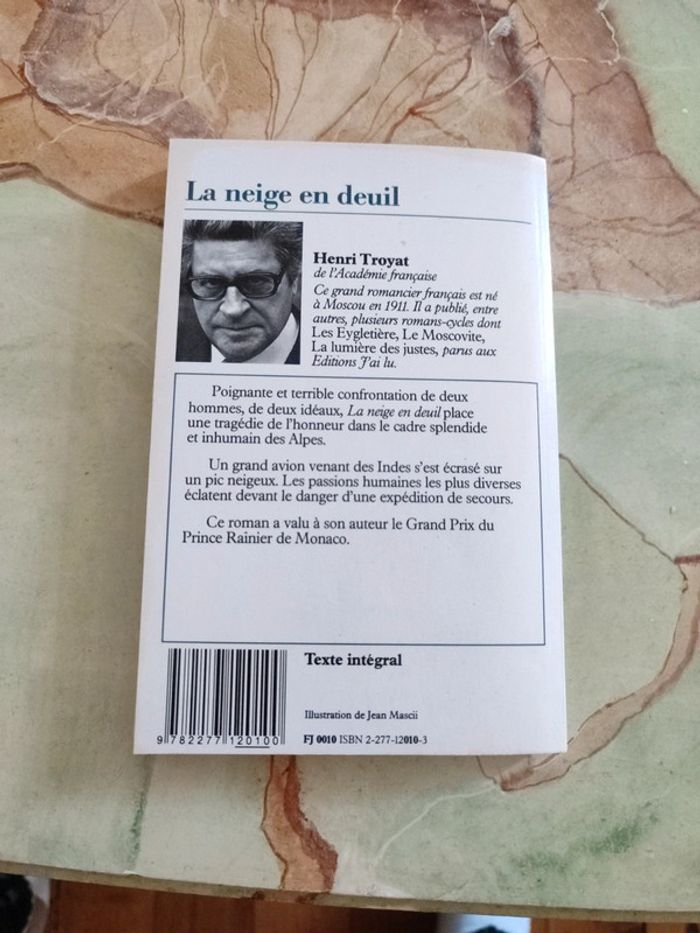 La neige en deuil
Henri Troyat
de l'Académie française
Ce grand romancier français est né
à Moscou en 1911. Il a publié, entre
autres, plusieurs romans-cycles dont
Les Eygletière, Le Moscovite,
La lumière des justes, parus aux
Editions J'ai lu.
Poignante et terrible confrontation de deux
hommes, de deux idéaux, La neige en deuil place
une tragédie de l'honneur dans le cadre splendide
et inhumain des Alpes.
Un grand avion venant des Indes s'est écrasé sur
un pic neigeux. Les passions humaines les plus diverses
éclatent devant le danger d'une expédition de secours.
Ce roman a valu à son auteur le Grand Prix du
Prince Rainier de Monaco.
Texte intégral
Illustration de Jean Mascii
9 782277 120100
FJ 0010 ISBN 2-277-12010-3